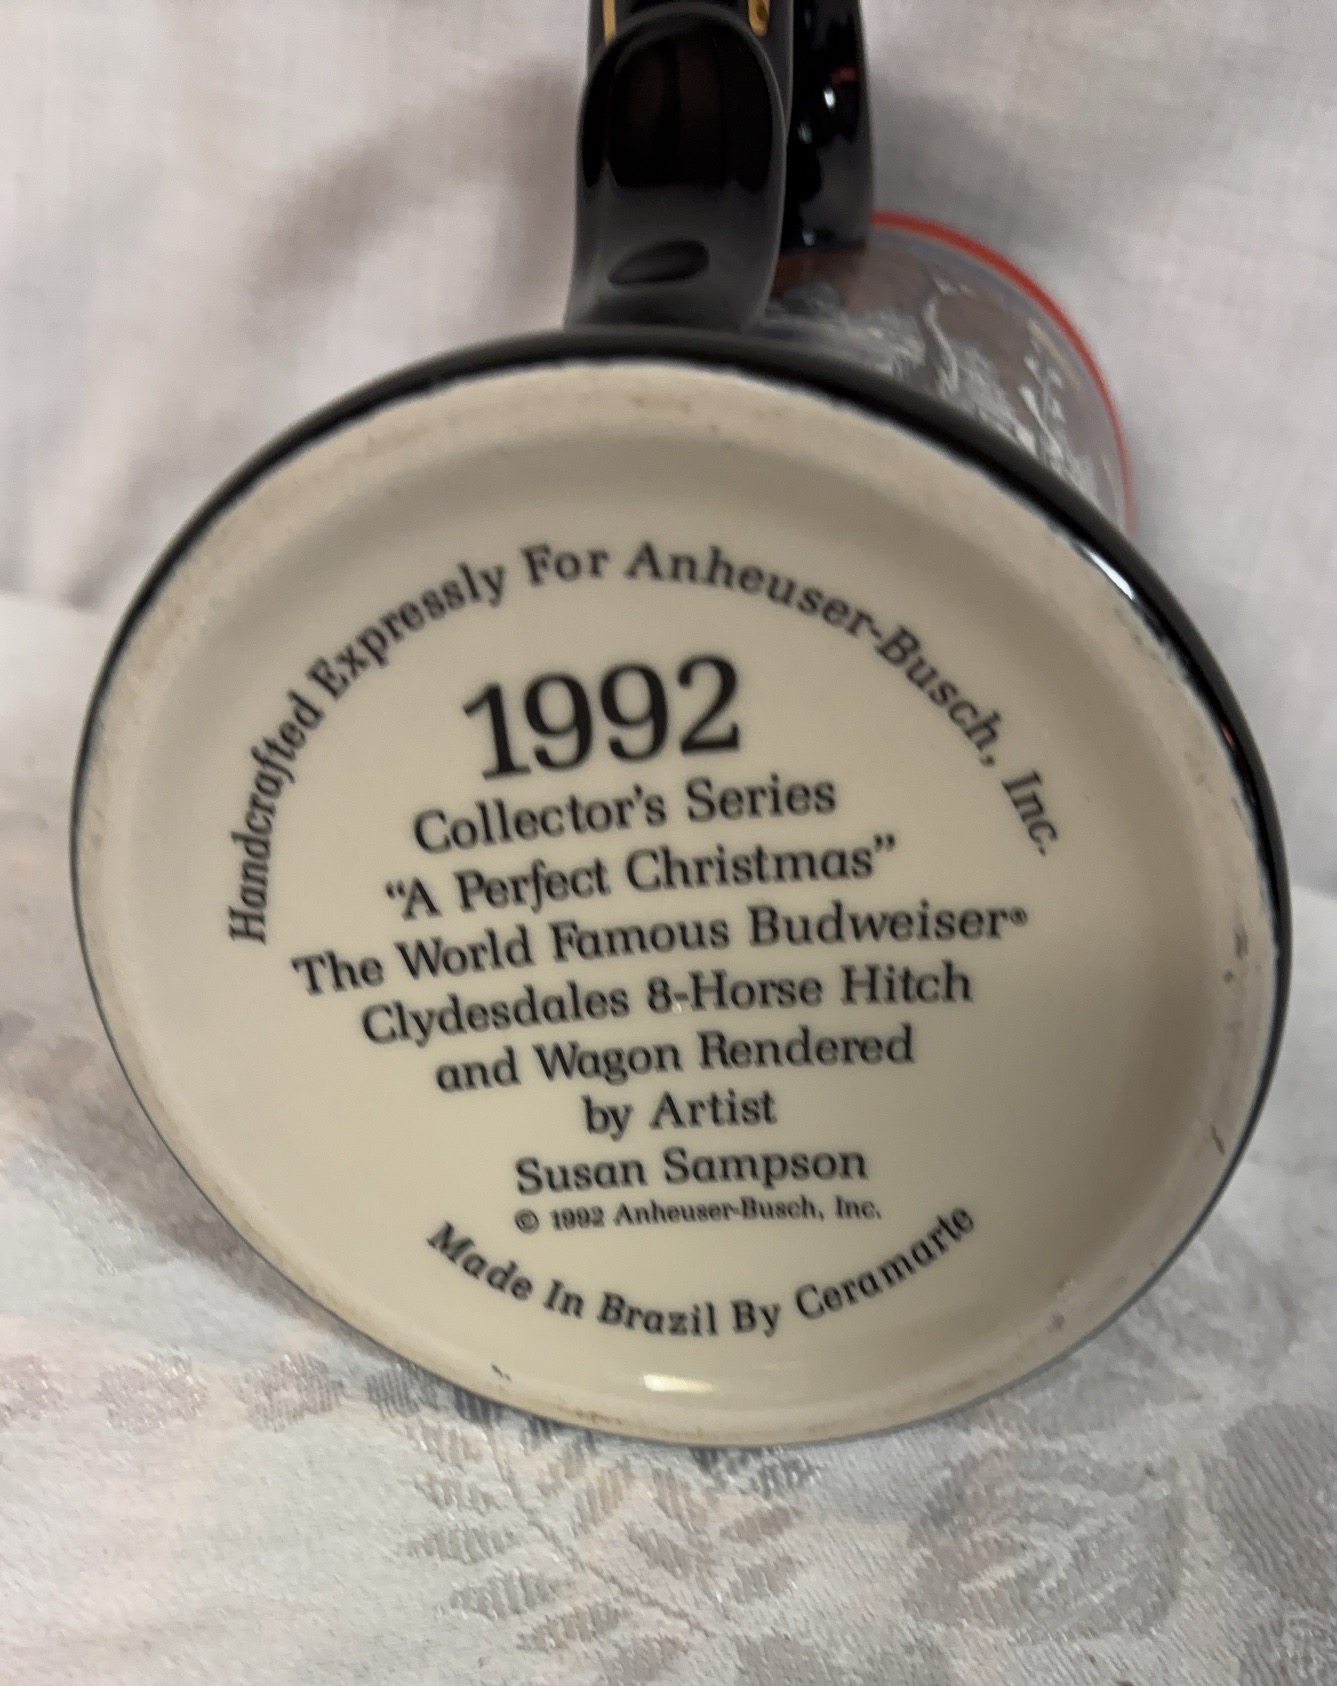 Handcrafted Expressly For Anheuser-Busch, Inc.
1992
Collector's Series
“A Perfect Christmas”
The World Famous Budweiser®
Clydesdales 8-Horse Hitch
and Wagon Rendered
by Artist
Susan Sampson
© 1992 Anheuser-Busch, Inc.
Made In Brazil By Ceramarte